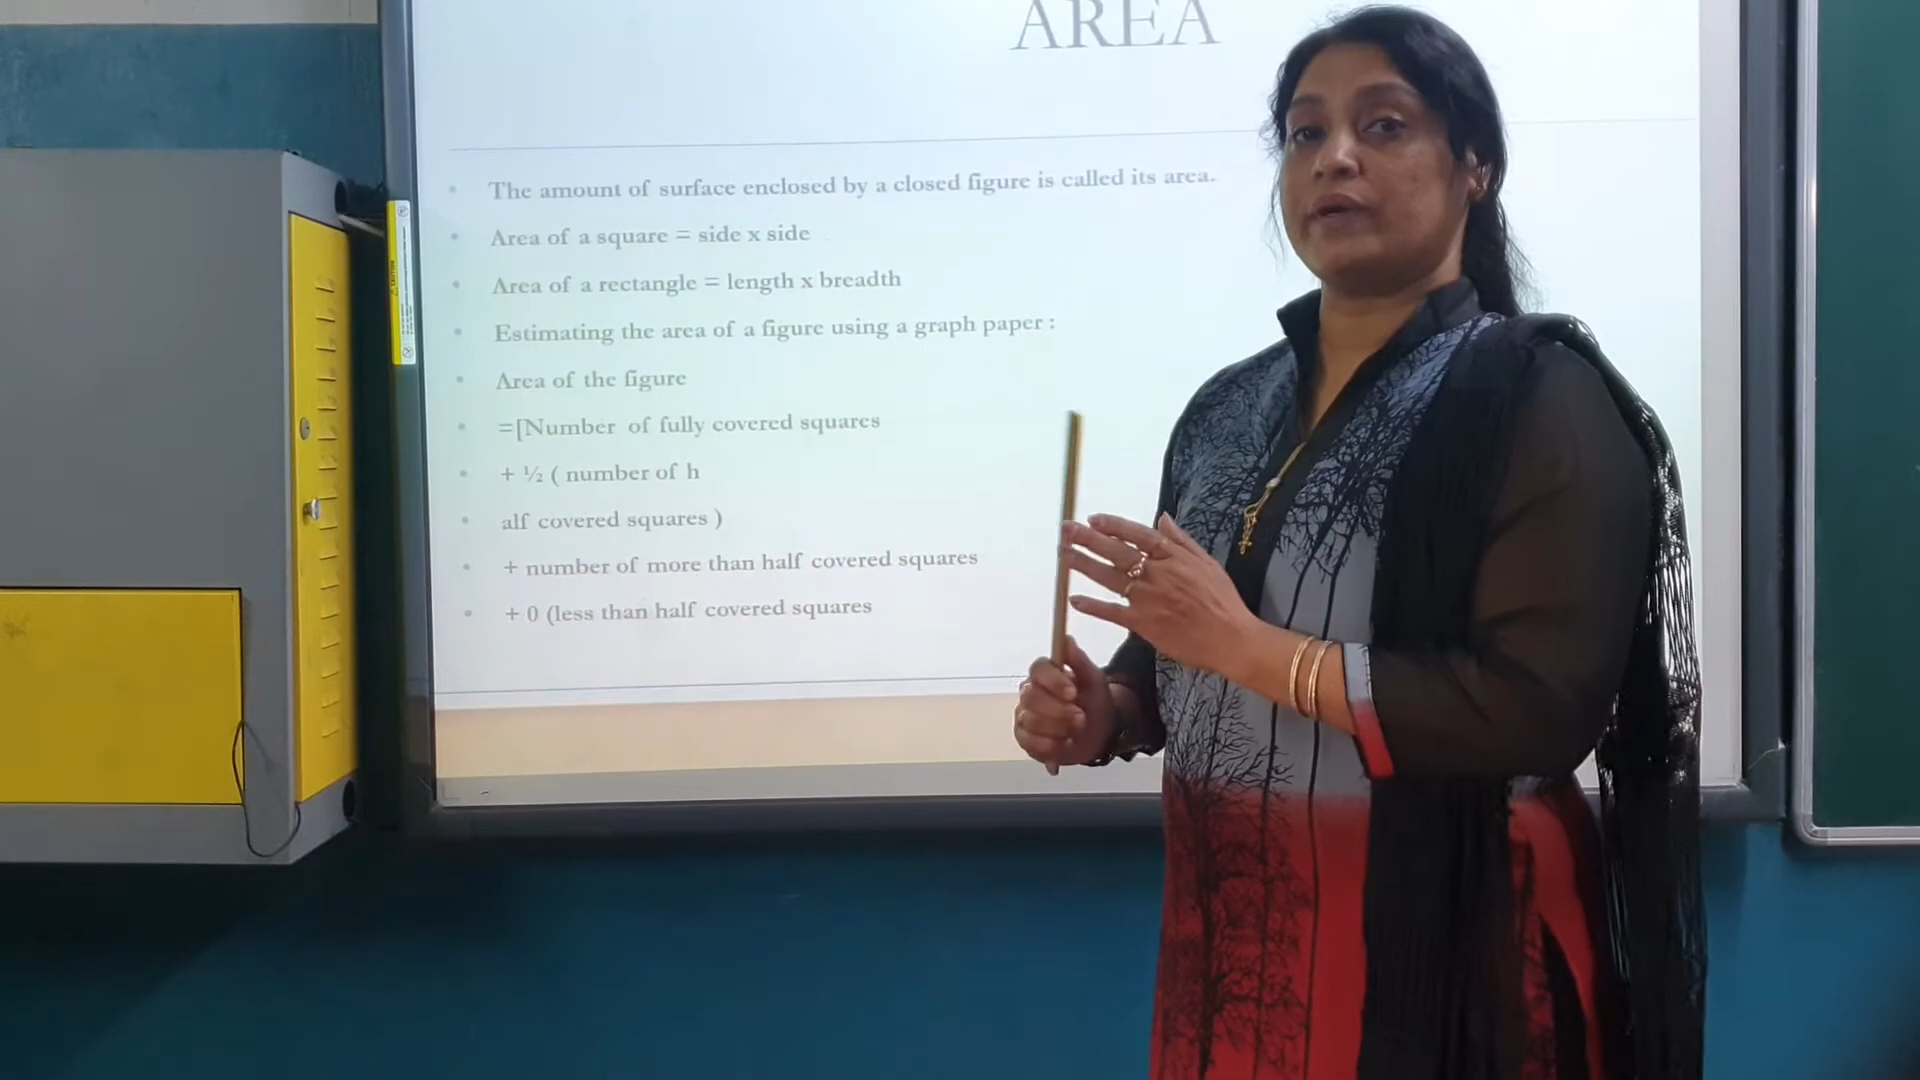 AREA
• The amount of surface enclosed by a closed figure is called its area.
• Area of a square = side x side
• Area of a rectangle = length x breadth
• Estimating the area of a figure using a graph paper :
• Area of the figure
• =[Number of fully covered squares
• + ½ ( number of h
• alf covered squares )
• + number of more than half covered squares
• + 0 (less than half covered squares